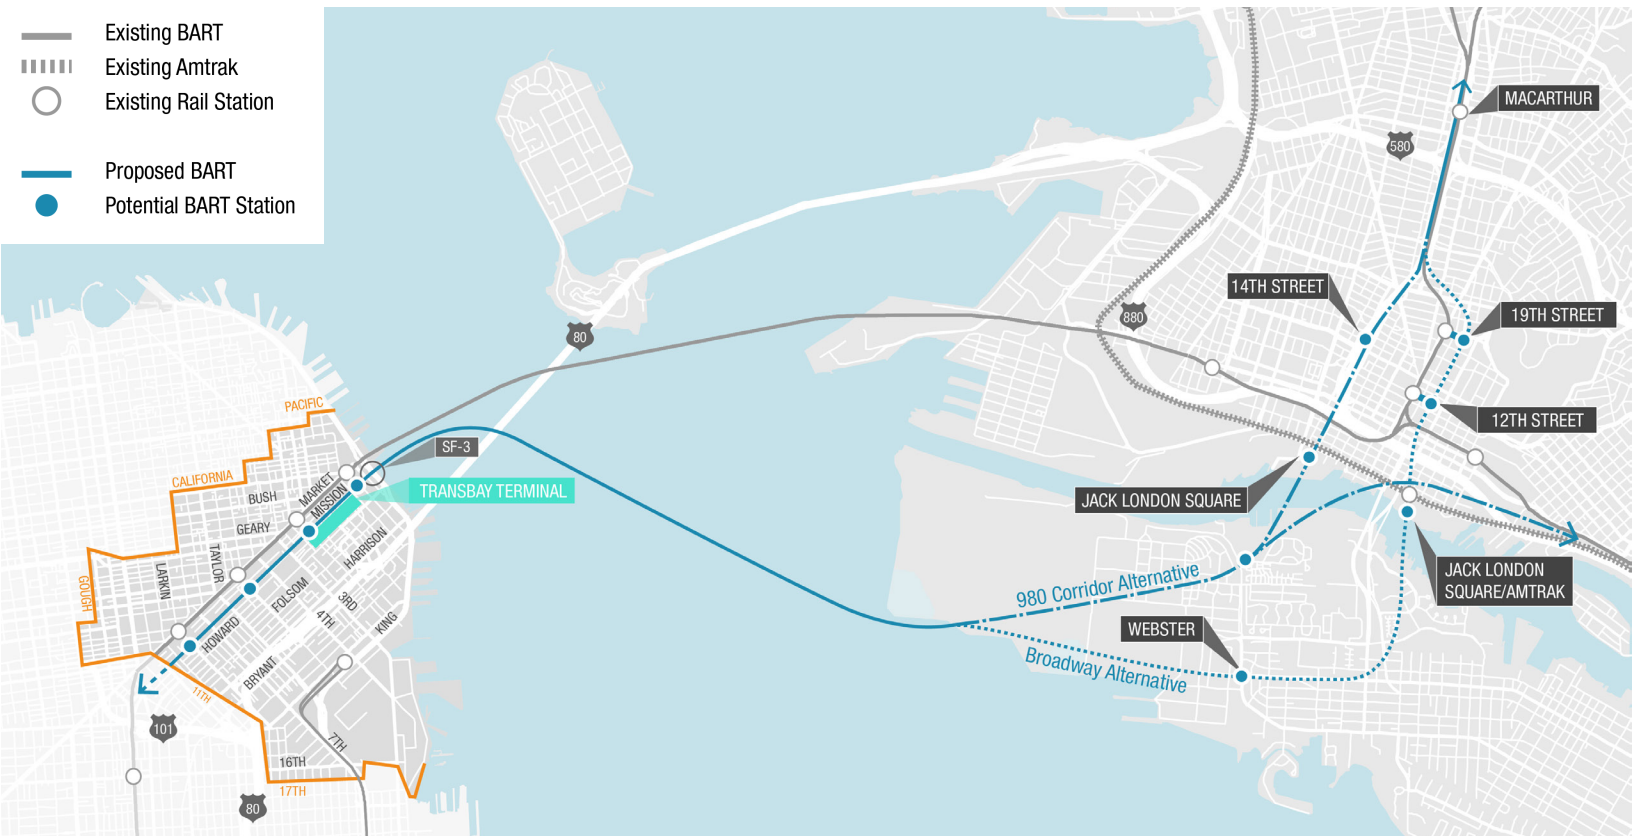 Existing BART
Existing Amtrak
Existing Rail Station
Proposed BART
Potential BART Station
MACARTHUR
580
14TH STREET
19TH STREET
880
80
12TH STREET
PACIFIC
SF-3
CALIFORNIA
MARKET
BUSH
MISSION
TRANSBAY TERMINAL
JACK LONDON SQUARE
GEARY
HARRISON
TAYLOR
LARKIN
GOUGH
FOLSOM
3RD
4TH
KING
HOWARD
BRYANT
980 Corridor Alternative
JACK LONDON
SQUARE/AMTRAK
WEBSTER
Broadway Alternative
11TH
101
7TH
16TH
17TH
80